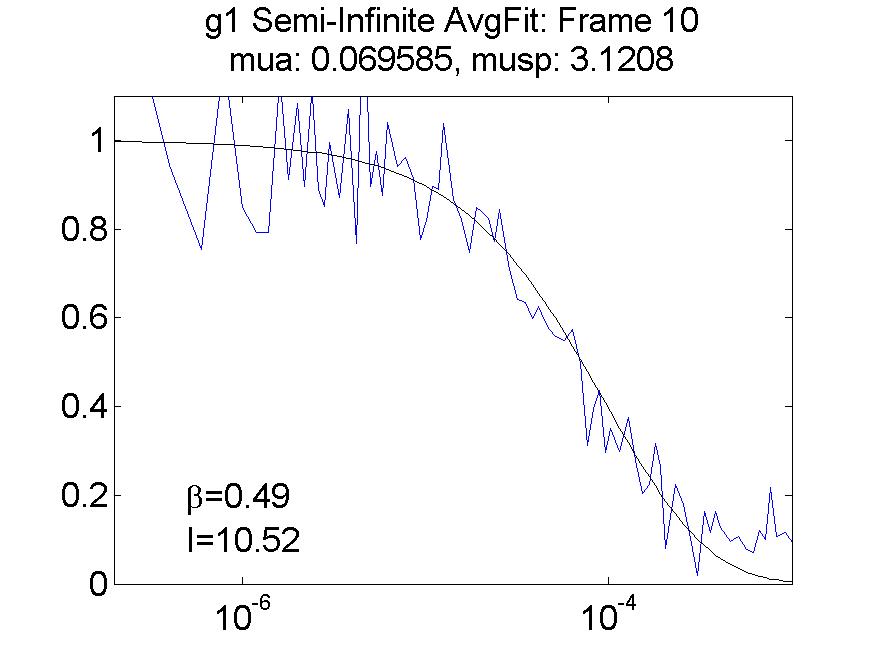 g1 Semi-Infinite AvgFit: Frame 10
mua: 0.069585, musp: 3.1208
1
0.8
0.6
0.4
0.2
0
β=0.49
I=10.52
10^-6
10^-4